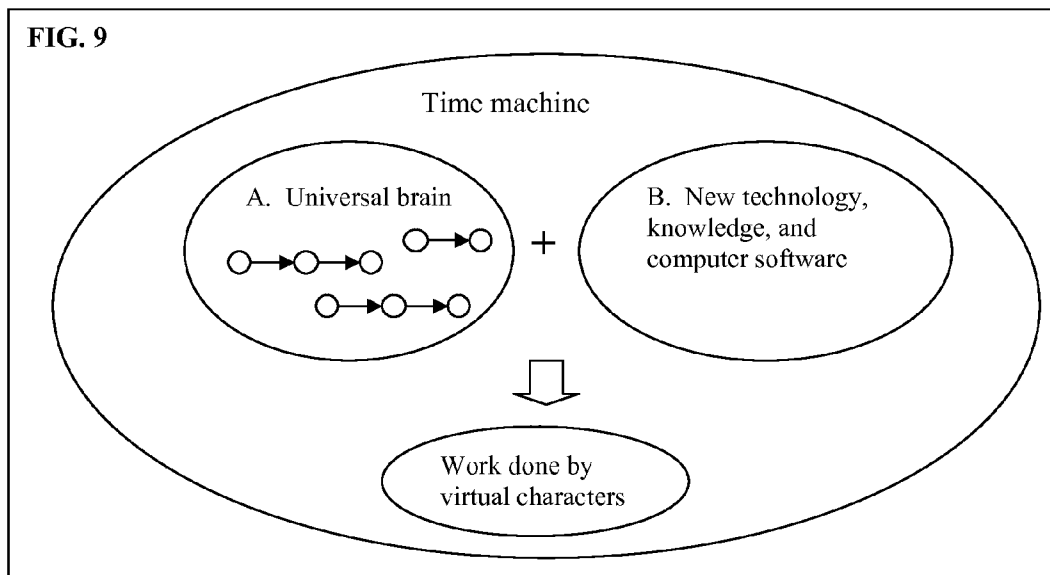 FIG. 9
Time machine
A. Universal brain
+
B. New technology,
knowledge, and
computer software
Work done by
virtual characters